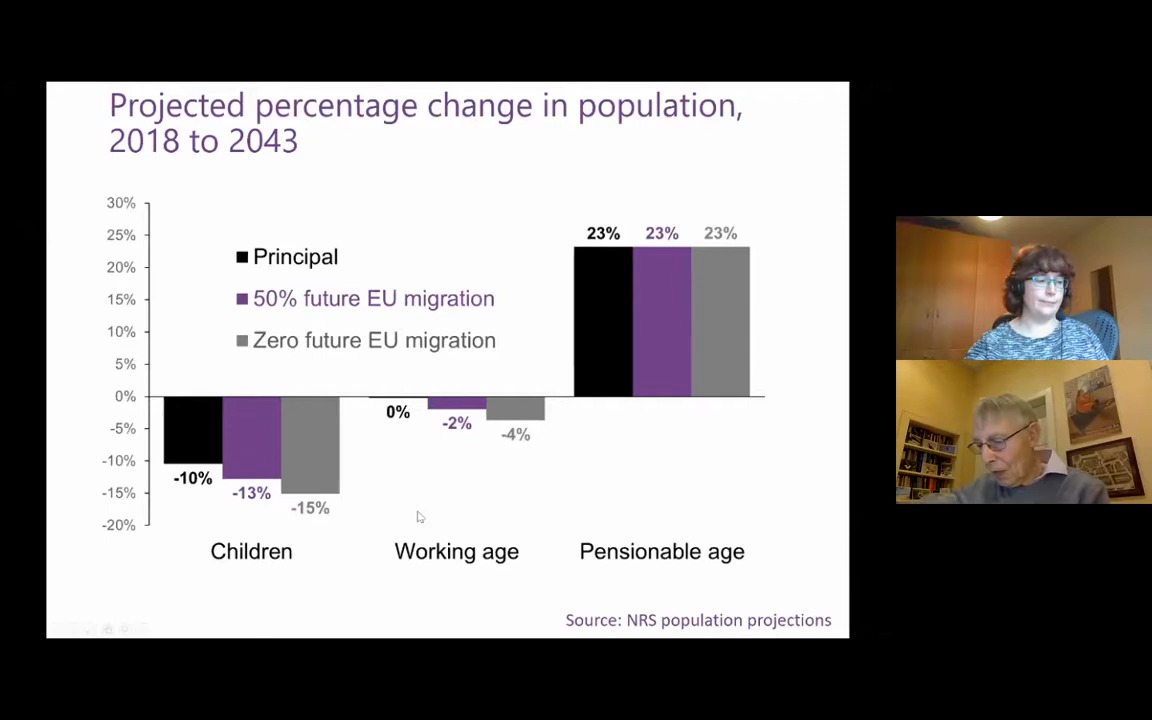 Projected percentage change in population,
2018 to 2043
30%
25%
20%
15%
10%
5%
0%
-5%
-10%
-15%
-20%
Principal
50% future EU migration
Zero future EU migration
-10%
-13%
-15%
0%
-2%
-4%
23%
23%
23%
Children
Working age
Pensionable age
Source: NRS population projections